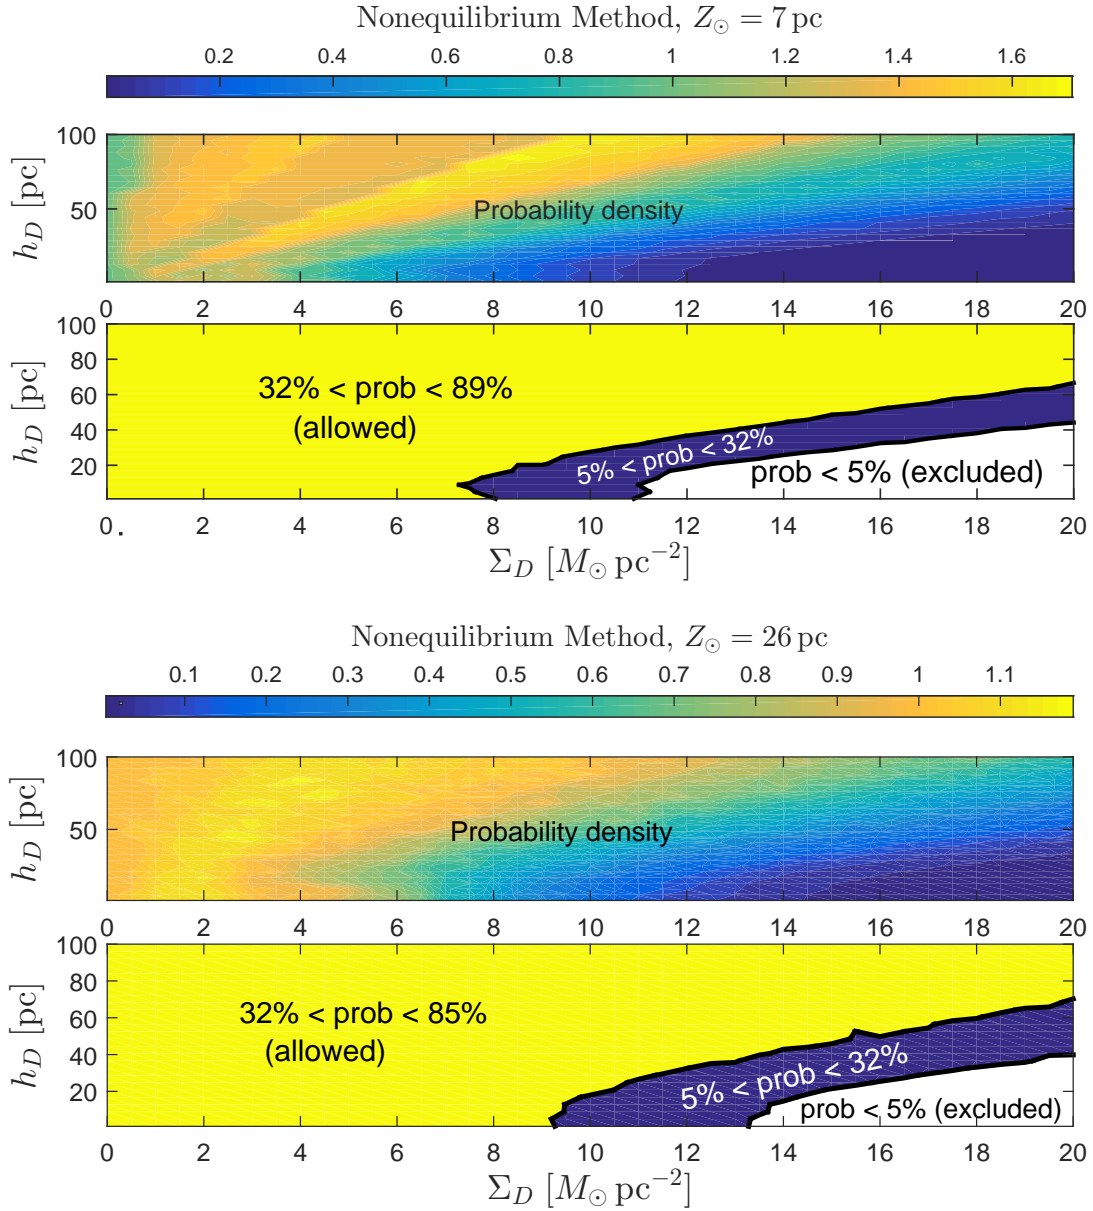 Nonequilibrium Method, Z⊙ = 7 pc
0.2 0.4 0.6 0.8 1 1.2 1.4 1.6
100
50
h_D [pc]
Probability density
0 2 4 6 8 10 12 14 16 18 20
100
80
60
40
20
h_D [pc]
32% < prob < 89%
(allowed)
5% < prob < 32%
prob < 5% (excluded)
0 2 4 6 8 10 12 14 16 18 20
Σ_D [M⊙ pc⁻²]
Nonequilibrium Method, Z⊙ = 26 pc
0.1 0.2 0.3 0.4 0.5 0.6 0.7 0.8 0.9 1 1.1
100
50
h_D [pc]
Probability density
0 2 4 6 8 10 12 14 16 18 20
100
80
60
40
20
h_D [pc]
32% < prob < 85%
(allowed)
5% < prob < 32%
prob < 5% (excluded)
0 2 4 6 8 10 12 14 16 18 20
Σ_D [M⊙ pc⁻²]